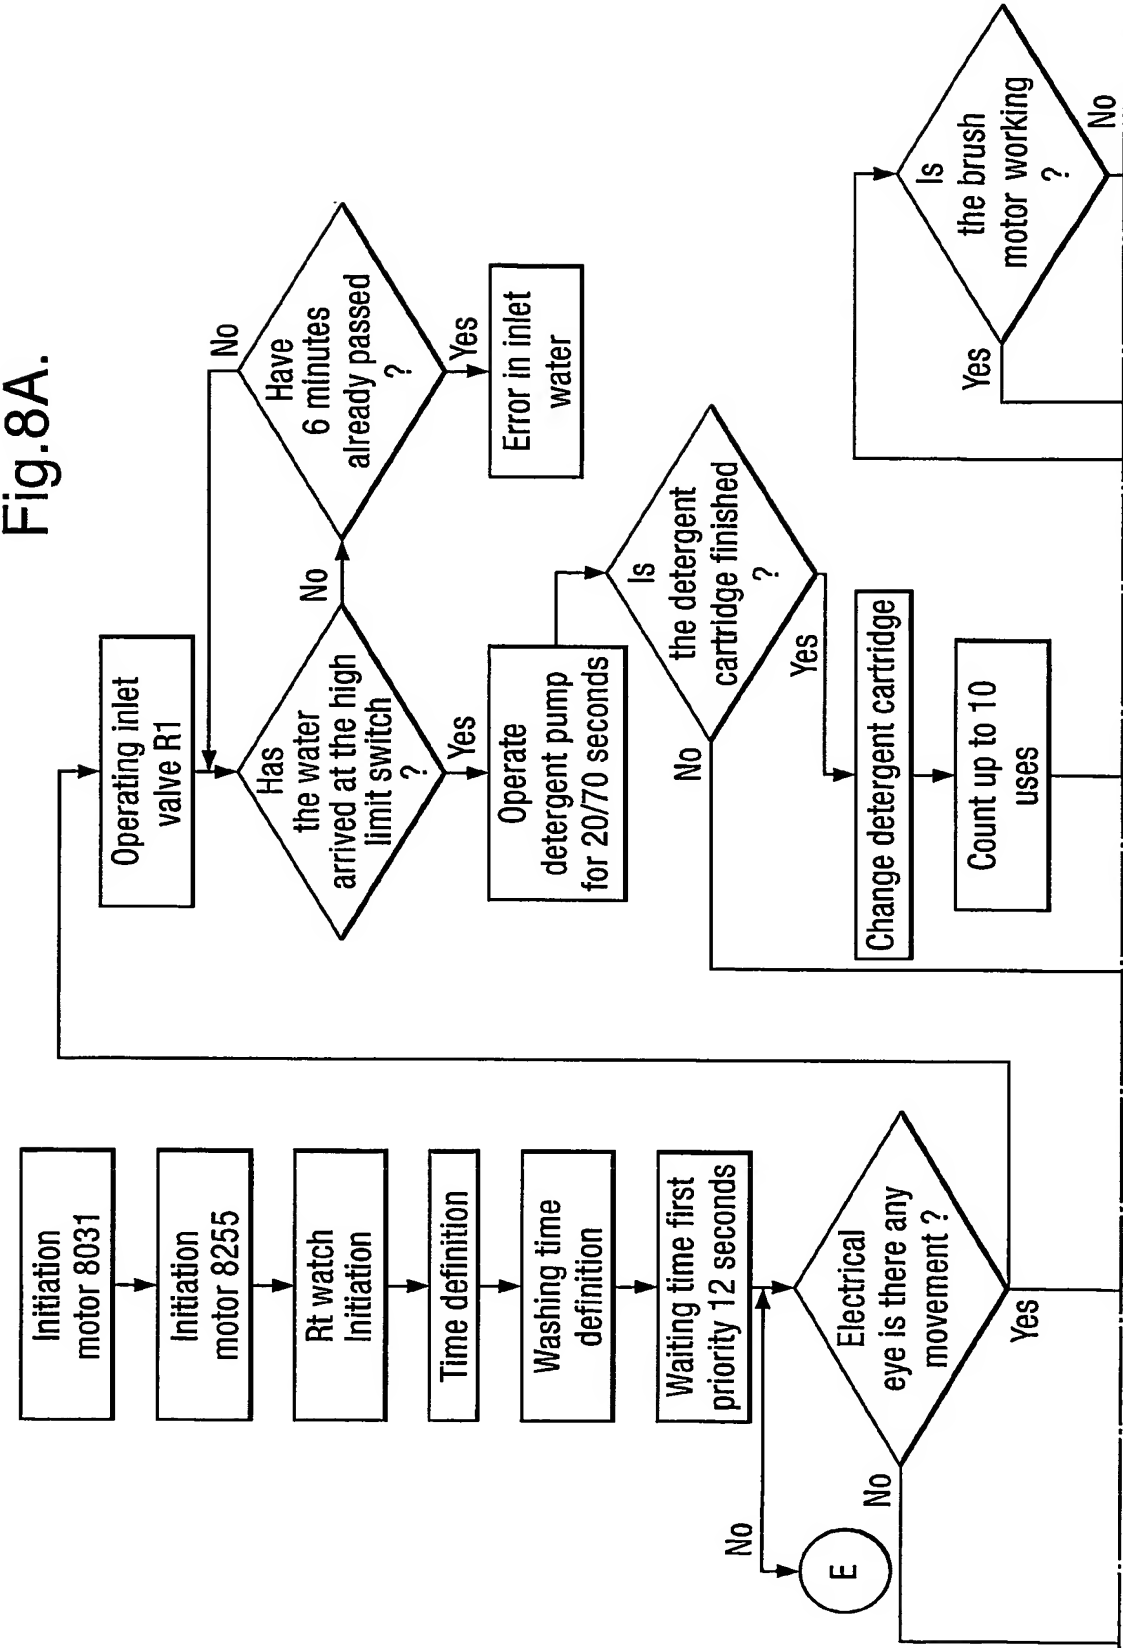 Fig.8A.
Initiation
motor 8031
Initiation
motor 8255
Rt watch
Initiation
Time definition
Washing time
definition
Waiting time first
priority 12 seconds
No
E
Electrical
eye is there any
movement ?
No
Yes
Operating inlet
valve R1
Has
the water
arrived at the high
limit switch
?
No
Yes
Have
6 minutes
already passed
?
No
Yes
Error in inlet
water
Operate
detergent pump
for 20/70 seconds
Is
the detergent
cartridge finished
?
No
Yes
Change detergent cartridge
Count up to 10
uses
Is
the brush
motor working
?
Yes
No